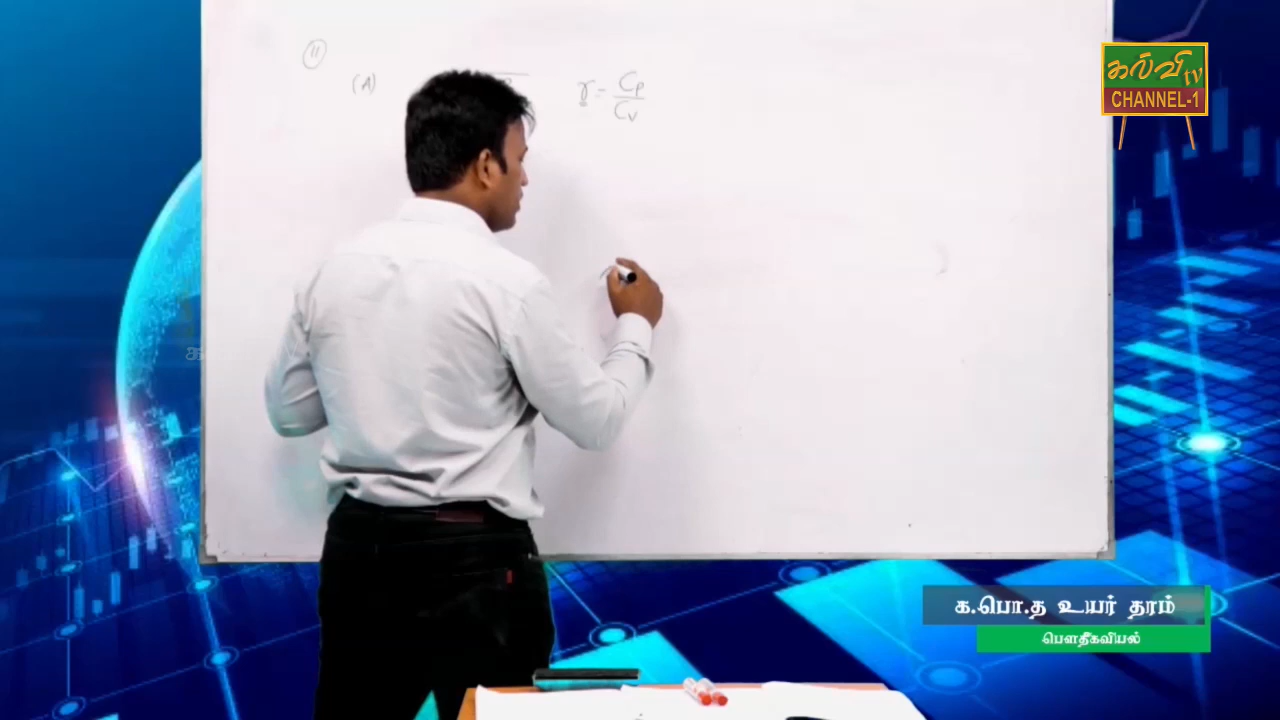 11
(A)
γ = Cp
Cv
கல்வி tv
CHANNEL-1
க.பொ.த உயர் தரம்
பௌதீகவியல்